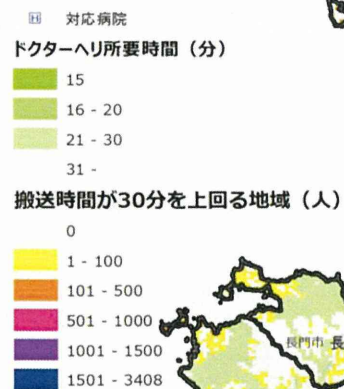 H 対応病院
ドクターヘリ所要時間（分）
15
16 - 20
21 - 30
31 -
搬送時間が30分を上回る地域（人）
0
1 - 100
101 - 500
501 - 1000
1001 - 1500
1501 - 3408
長門市 長